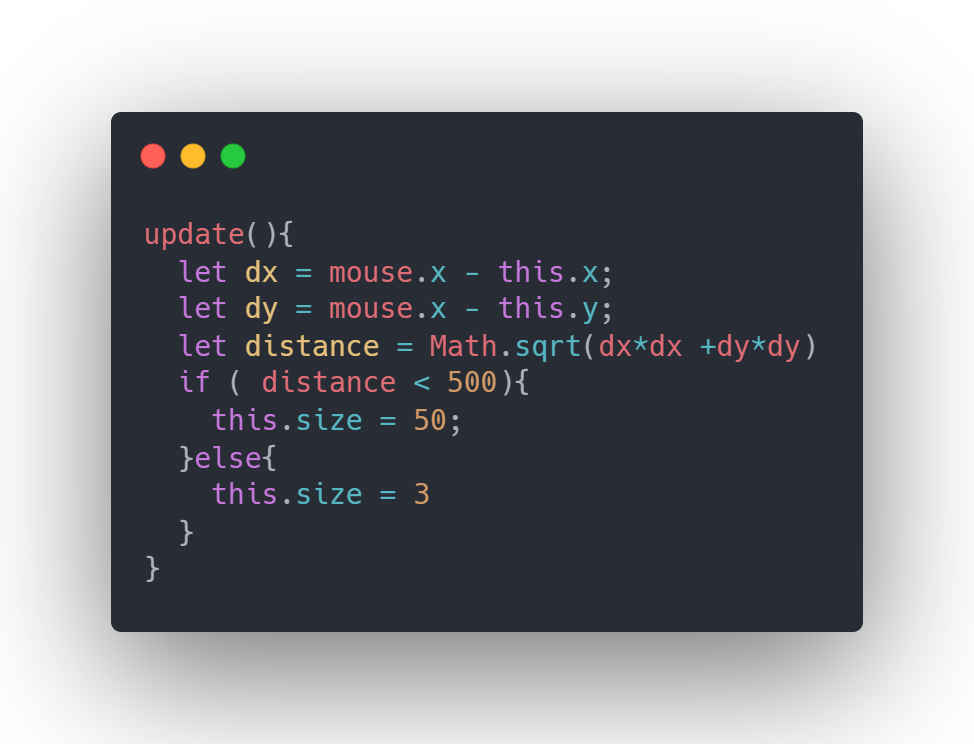 update(){
  let dx = mouse.x - this.x;
  let dy = mouse.x - this.y;
  let distance = Math.sqrt(dx*dx +dy*dy)
  if ( distance < 500){
    this.size = 50;
  }else{
    this.size = 3
  }
}